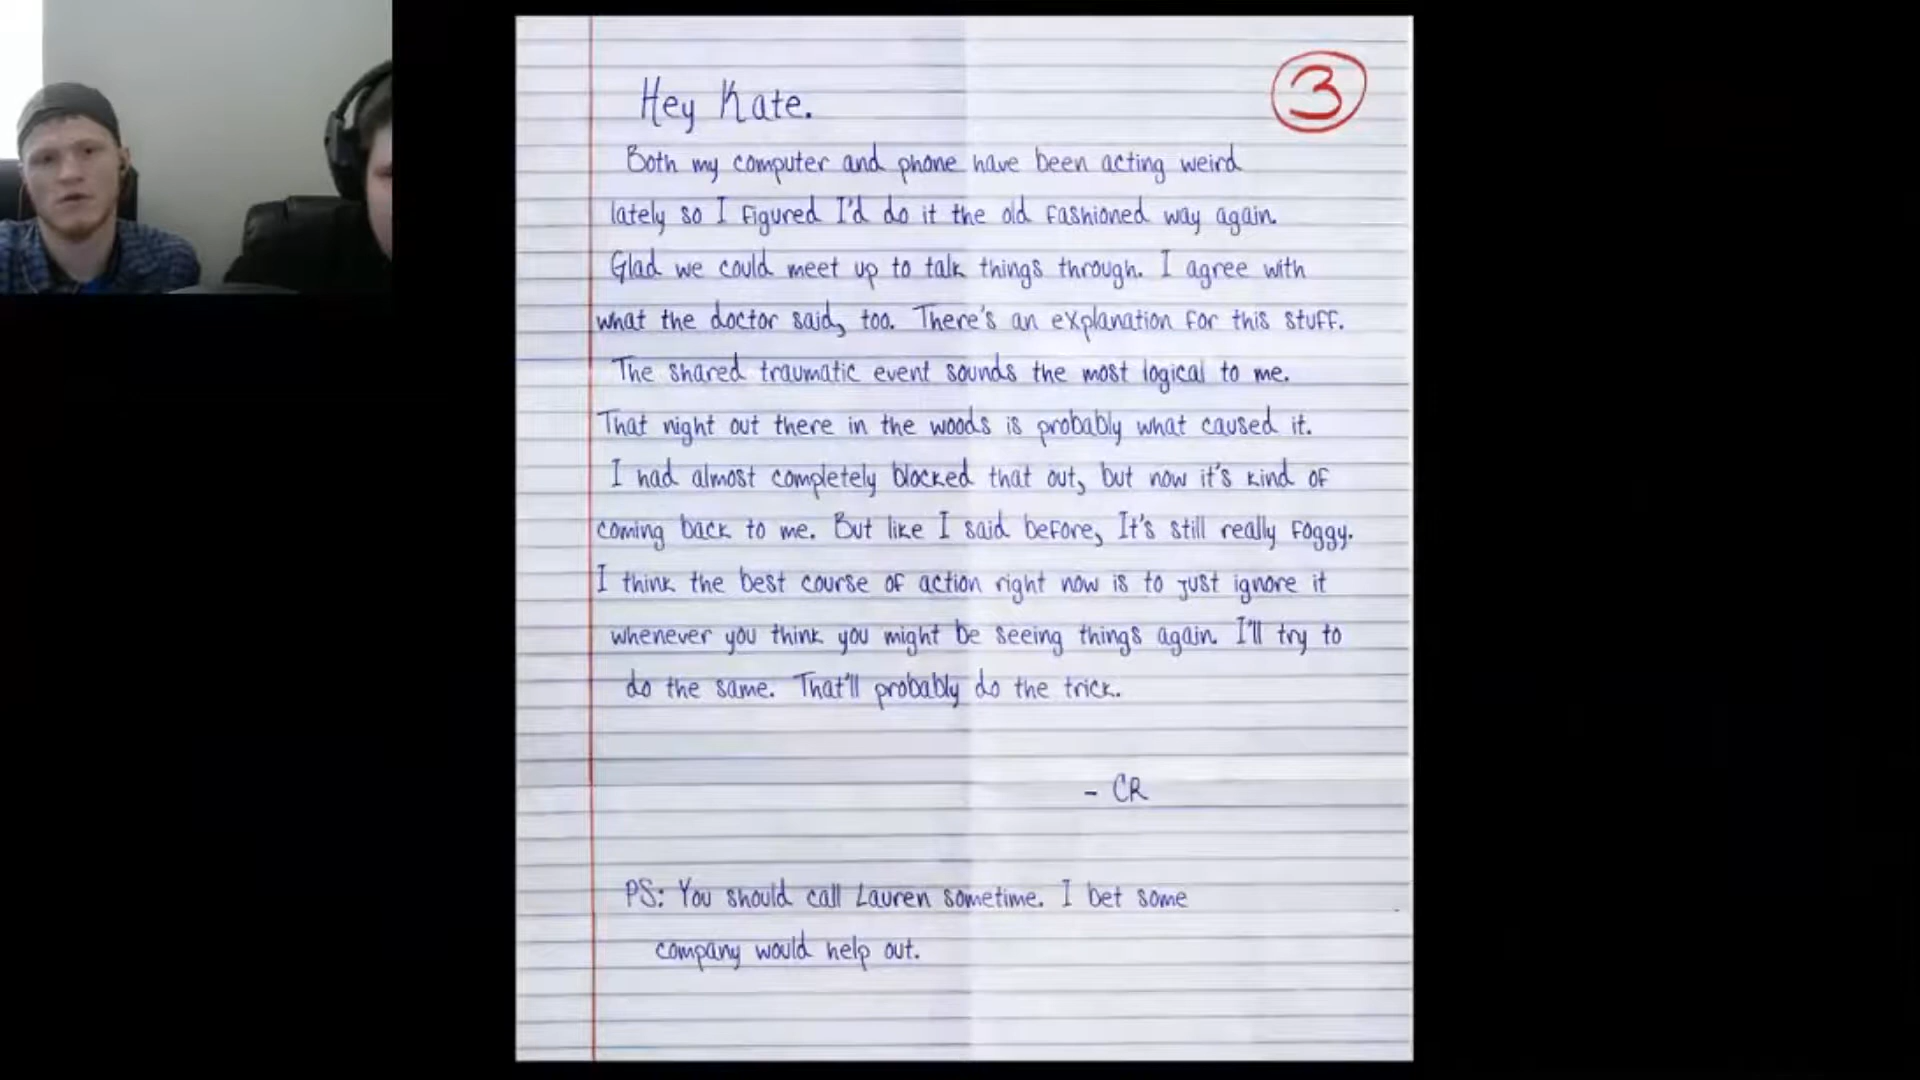 3
Hey Kate.
Both my computer and phone have been acting weird
lately so I figured I'd do it the old fashioned way again.
Glad we could meet up to talk things through. I agree with
what the doctor said, too. There's an explanation for this stuff.
The shared traumatic event sounds the most logical to me.
That night out there in the woods is probably what caused it.
I had almost completely blocked that out, but now it's kind of
coming back to me. But like I said before, It's still really foggy.
I think the best course of action right now is to just ignore it
whenever you think you might be seeing things again. I'll try to
do the same. That'll probably do the trick.
- CR
PS: You should call Lauren sometime. I bet some
company would help out.